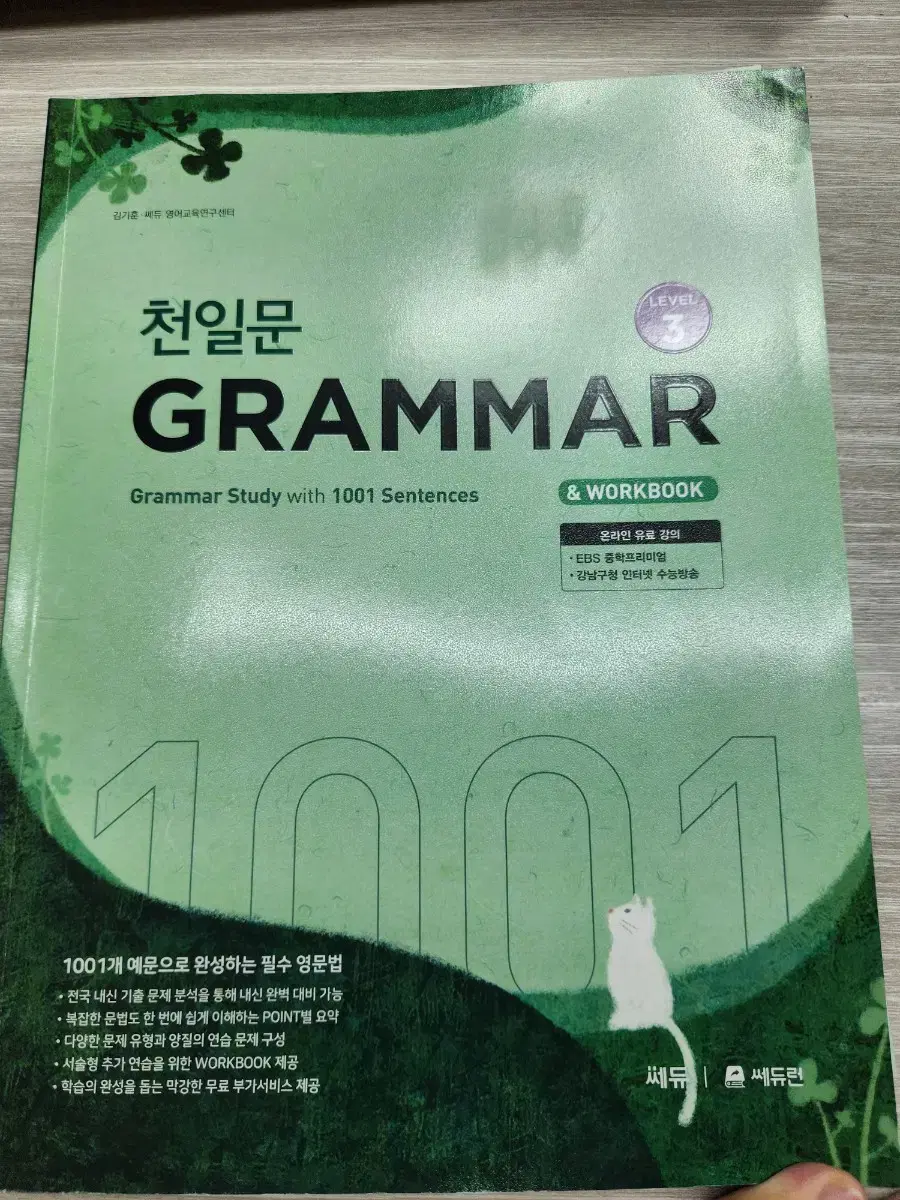 김기훈·쎄듀 영어교육연구센터
천일문
LEVEL
3
GRAMMAR
Grammar Study with 1001 Sentences
& WORKBOOK
온라인 유료 강의
· EBS 중학프리미엄
· 강남구청 인터넷 수능방송
1001
1001개 예문으로 완성하는 필수 영문법
· 전국 내신 기출 문제 분석을 통해 내신 완벽 대비 가능
· 복잡한 문법도 한 번에 쉽게 이해하는 POINT별 요약
· 다양한 문제 유형과 양질의 연습 문제 구성
· 서술형 추가 연습을 위한 WORKBOOK 제공
· 학습의 완성을 돕는 막강한 무료 부가서비스 제공
쎄듀 | 쎄듀런